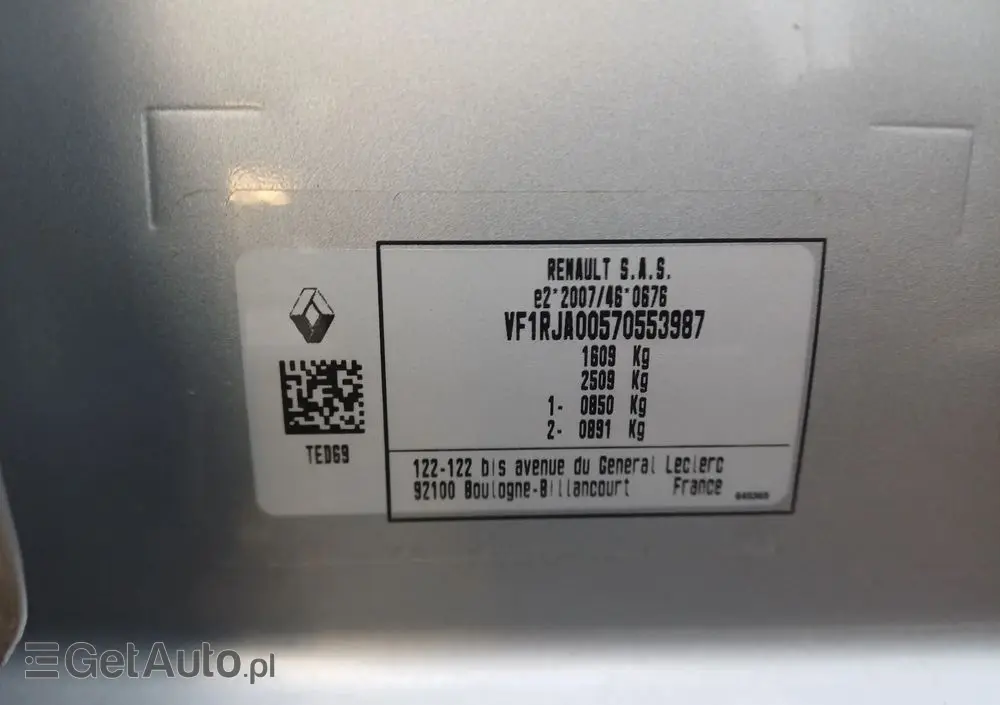 RENAULT S.A.S.
e2*2007/46*0676
VF1RJA00570553987
1609 Kg
2509 Kg
1- 0850 Kg
2- 0891 Kg
TED69
122-122 bis avenue du General Leclerc
92100 Boulogne-Billancourt France
GetAuto.pl